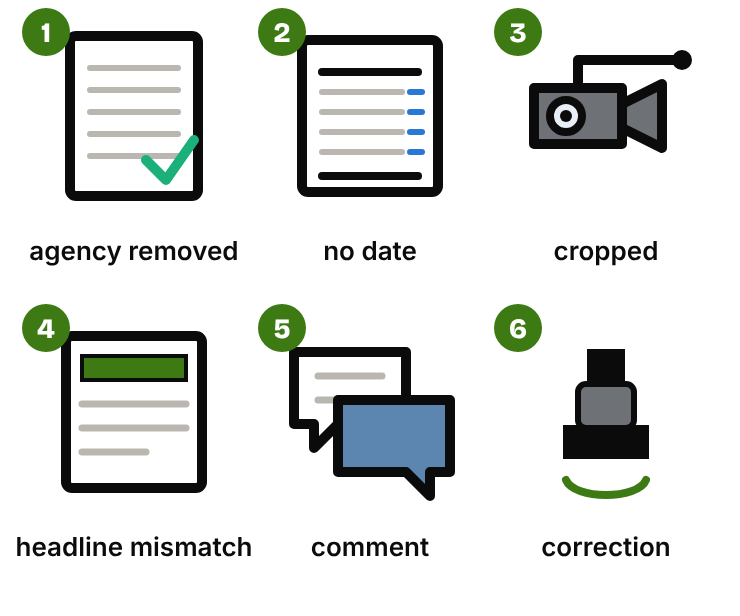 1
2
3
agency removed
no date
cropped
4
5
6
headline mismatch
comment
correction